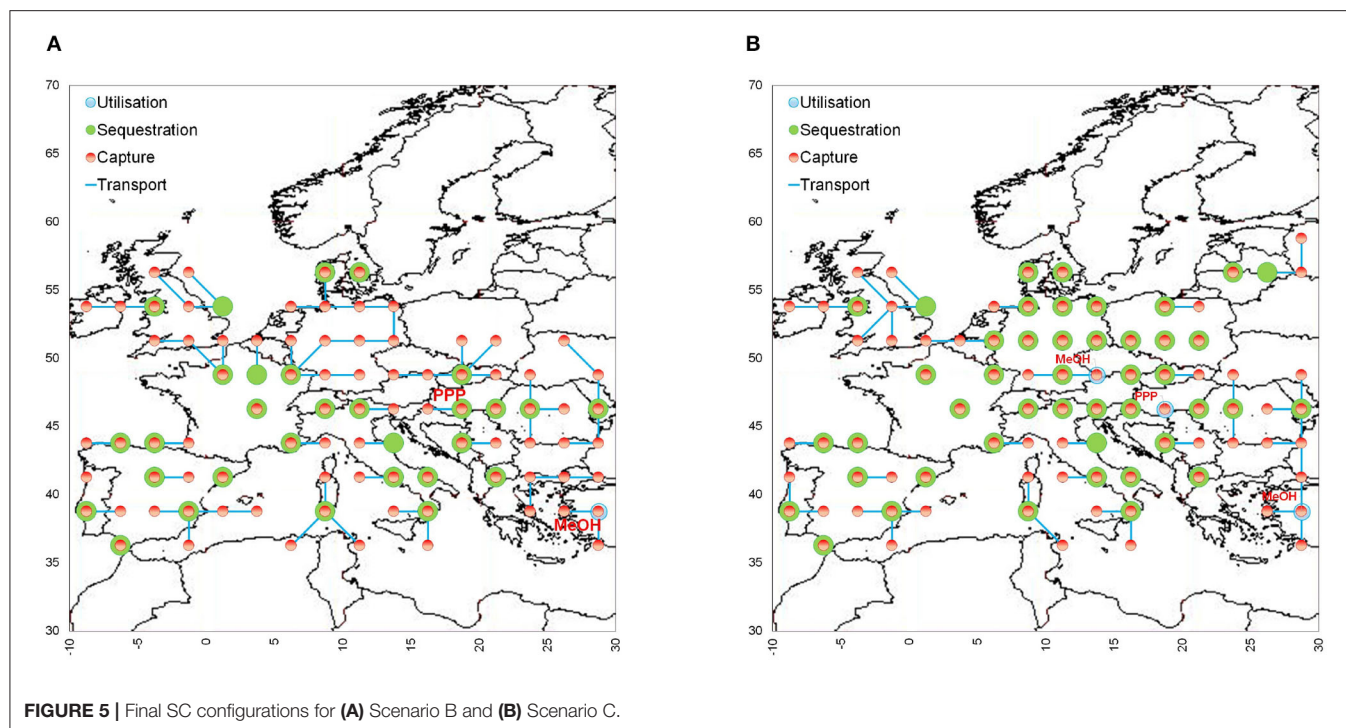 A
B
70
65
60
55
50
45
40
35
30
Utilisation
Sequestration
Capture
Transport
PPP
MeOH
-10
-5
0
5
10
15
20
25
30
70
65
60
55
50
45
40
35
30
Utilisation
Sequestration
Capture
Transport
MeOH
PPP
MeOH
-10
-5
0
5
10
15
20
25
30
FIGURE 5 | Final SC configurations for (A) Scenario B and (B) Scenario C.